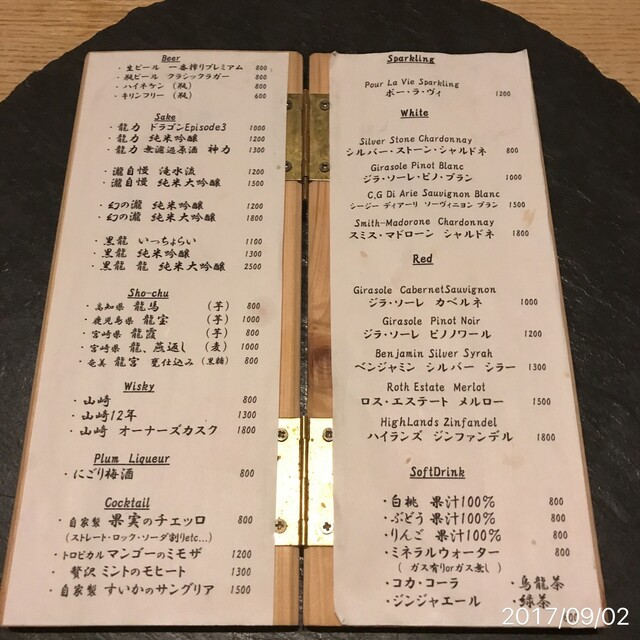 Beer
・生ビール 一番搾りプレミアム 800
・瓶ビール クラシックラガー 800
・ハイネケン (瓶) 800
・キリンフリー (瓶) 600
Sake
・龍力 ドラゴンEpisode3 1000
・龍力 純米吟醸 1200
・龍力 無濾過原酒 神力 1300
・瀧自慢 滝水流 1200
・瀧自慢 純米大吟醸 1500
・幻の瀧 純米吟醸 1200
・幻の瀧 純米大吟醸 1800
・黒龍 いっちょらい 1100
・黒龍 純米吟醸 1300
・黒龍 龍 純米大吟醸 2500
Sho-chu
・高知県 龍馬 (芋) 800
・鹿児島県 龍宝 (芋) 1000
・宮崎県 龍霞 (芋) 800
・宮崎県 龍、蒸返し (麦) 1000
・奄美 龍宮 甕仕込み (黒糖) 800
Wisky
・山崎 800
・山崎12年 1300
・山崎 オーナーズカスク 1800
Plum Liqueur
・にごり梅酒 800
Cocktail
・自家製 果実のチェッロ 800
(ストレート・ロック・ソーダ割りetc...)
・トロピカルマンゴーのミモザ 1200
・贅沢 ミントのモヒート 1300
・自家製 すいかのサングリア 1500
Sparkling
Pour La Vie Sparkling
ポー・ラ・ヴィ 1200
White
Silver Stone Chardonnay
シルバー・ストーン・シャルドネ 800
Girasole Pinot Blanc
ジラ・ソーレ・ピノ・ブラン 1000
C.G Di Arie Sauvignon Blanc
シージー ディアーリ ソーヴィニヨン ブラン 1500
Smith-Madorone Chardonnay
スミス・マドローン シャルドネ 1800
Red
Girasole CabernetSauvignon
ジラ・ソーレ カベルネ 1000
Girasole Pinot Noir
ジラ・ソーレ ピノノワール 1200
Benjamin Silver Syrah
ベンジャミン シルバー シラー 1300
Roth Estate Merlot
ロス・エステート メルロー 1500
HighLands Zinfandel
ハイランズ ジンファンデル 1800
SoftDrink
・白桃 果汁100% 800
・ぶどう 果汁100% 800
・りんご 果汁100% 800
・ミネラルウォーター 800
( ガス有りorガス無し )
・コカ・コーラ ・烏龍茶
・ジンジャエール ・緑茶
2017/09/02